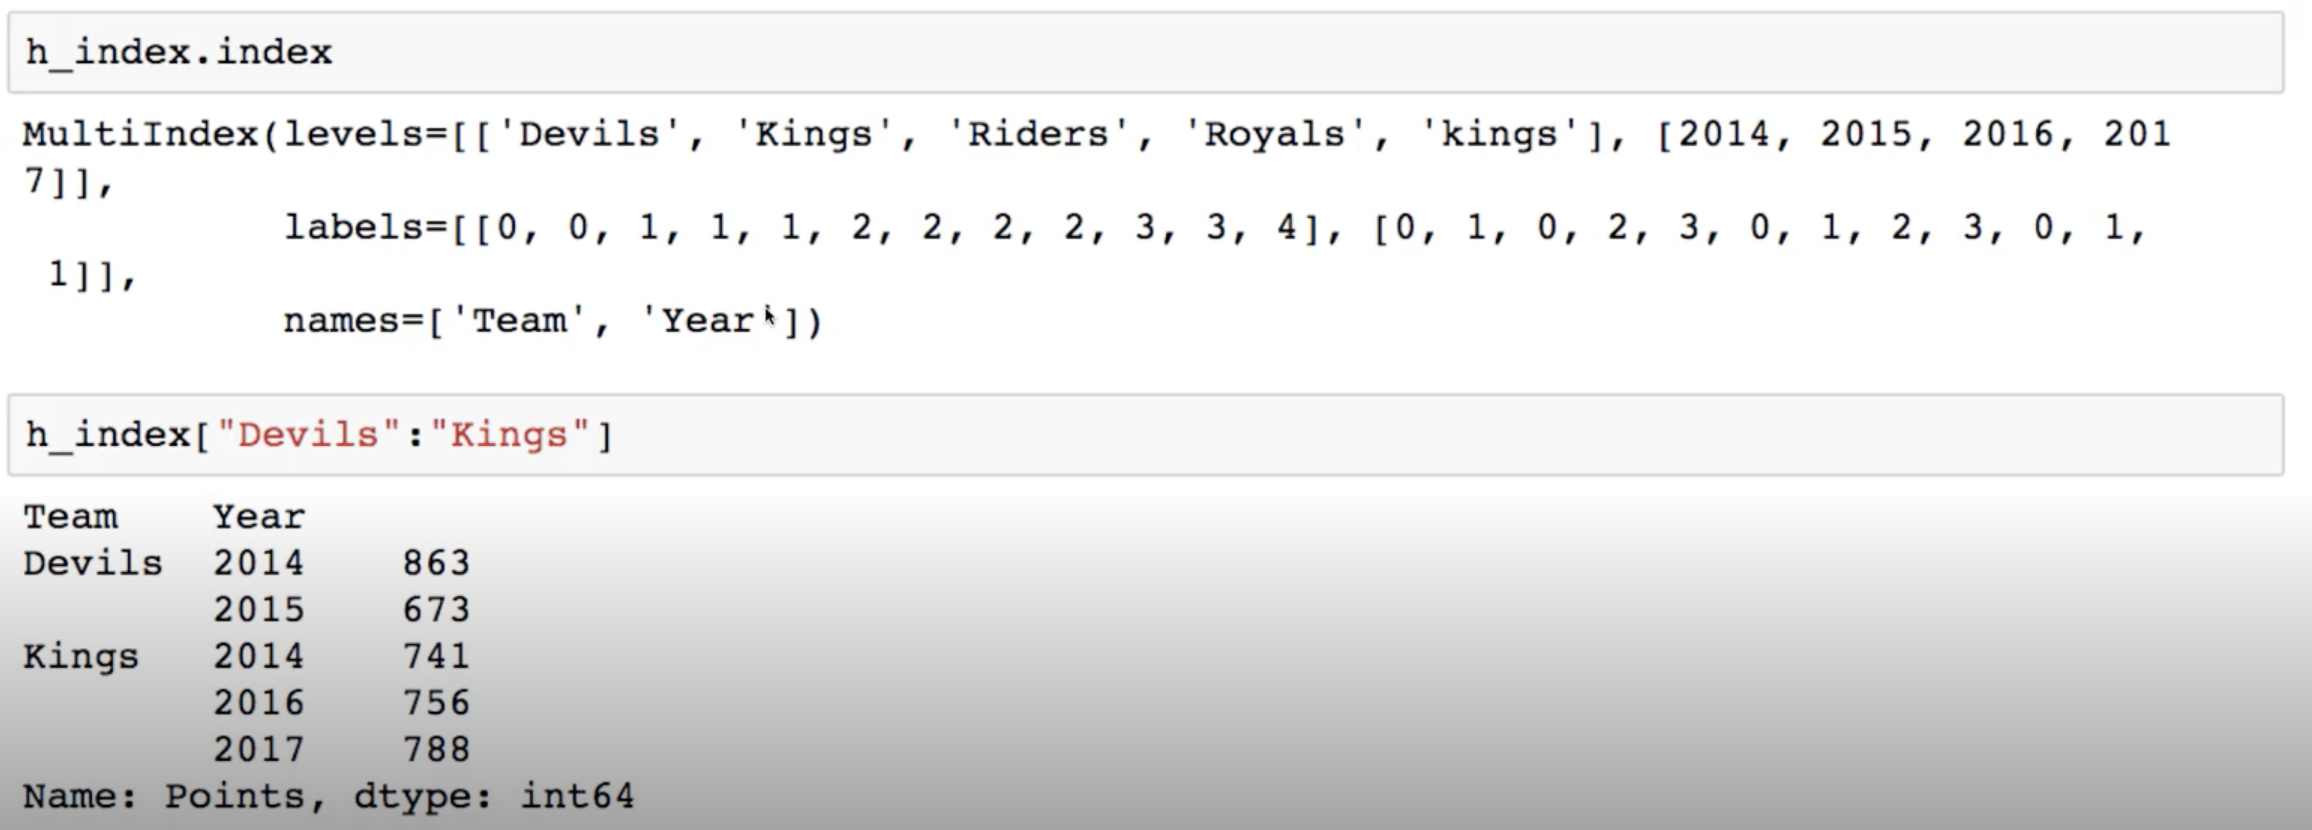 h_index.index
MultiIndex(levels=[['Devils', 'Kings', 'Riders', 'Royals', 'kings'], [2014, 2015, 2016, 201
7]],
labels=[[0, 0, 1, 1, 1, 2, 2, 2, 2, 3, 3, 4], [0, 1, 0, 2, 3, 0, 1, 2, 3, 0, 1,
1]],
names=['Team', 'Year'])
h_index["Devils":"Kings"]
Team Year
Devils 2014 863
2015 673
Kings 2014 741
2016 756
2017 788
Name: Points, dtype: int64